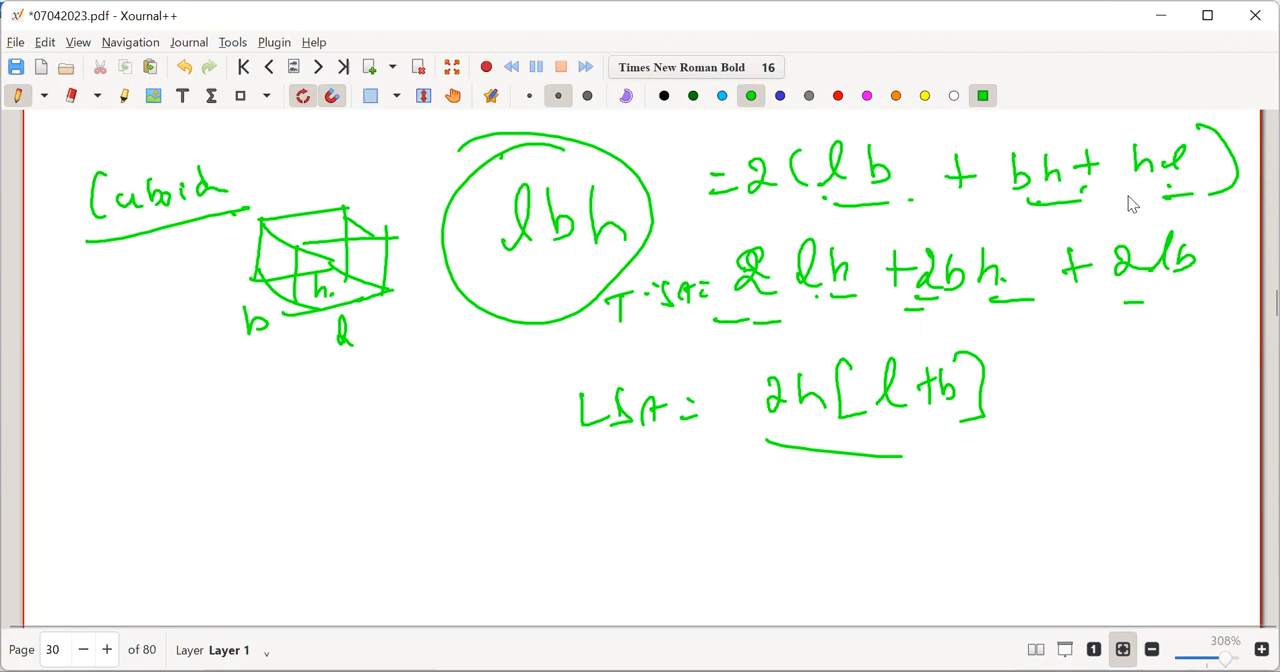 *07042023.pdf - Xournal++
File Edit View Navigation Journal Tools Plugin Help
Times New Roman Bold 16
Cuboid
h.
b
l
lbh
=2(lb + bh + hl)
T.SA= 2lh + 2bh + 2lb
LSA= 2h[l+b]
Page 30 of 80 Layer Layer 1 308%